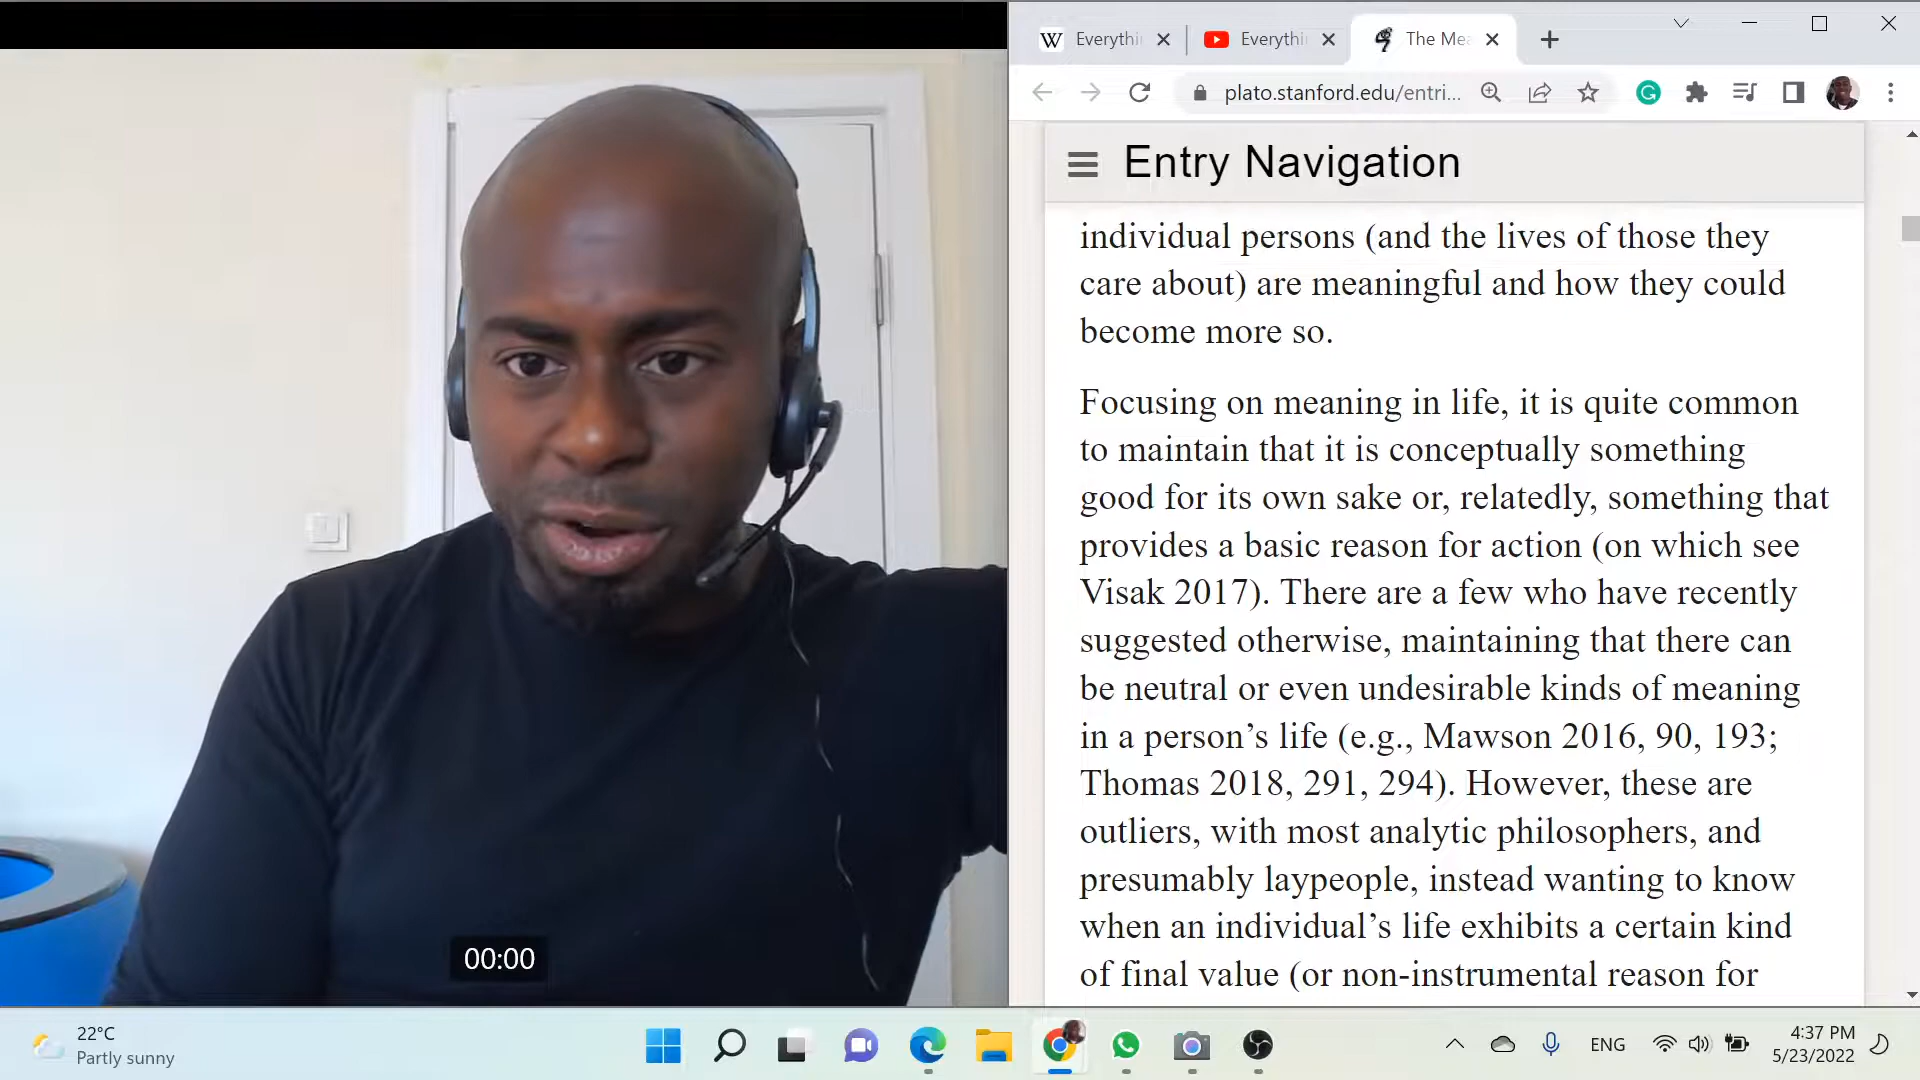 Everythi
Everythi
The Mea
plato.stanford.edu/entri...
Entry Navigation
individual persons (and the lives of those they
care about) are meaningful and how they could
become more so.
Focusing on meaning in life, it is quite common
to maintain that it is conceptually something
good for its own sake or, relatedly, something that
provides a basic reason for action (on which see
Visak 2017). There are a few who have recently
suggested otherwise, maintaining that there can
be neutral or even undesirable kinds of meaning
in a person’s life (e.g., Mawson 2016, 90, 193;
Thomas 2018, 291, 294). However, these are
outliers, with most analytic philosophers, and
presumably laypeople, instead wanting to know
when an individual’s life exhibits a certain kind
of final value (or non-instrumental reason for
00:00
22°C
Partly sunny
ENG
4:37 PM
5/23/2022